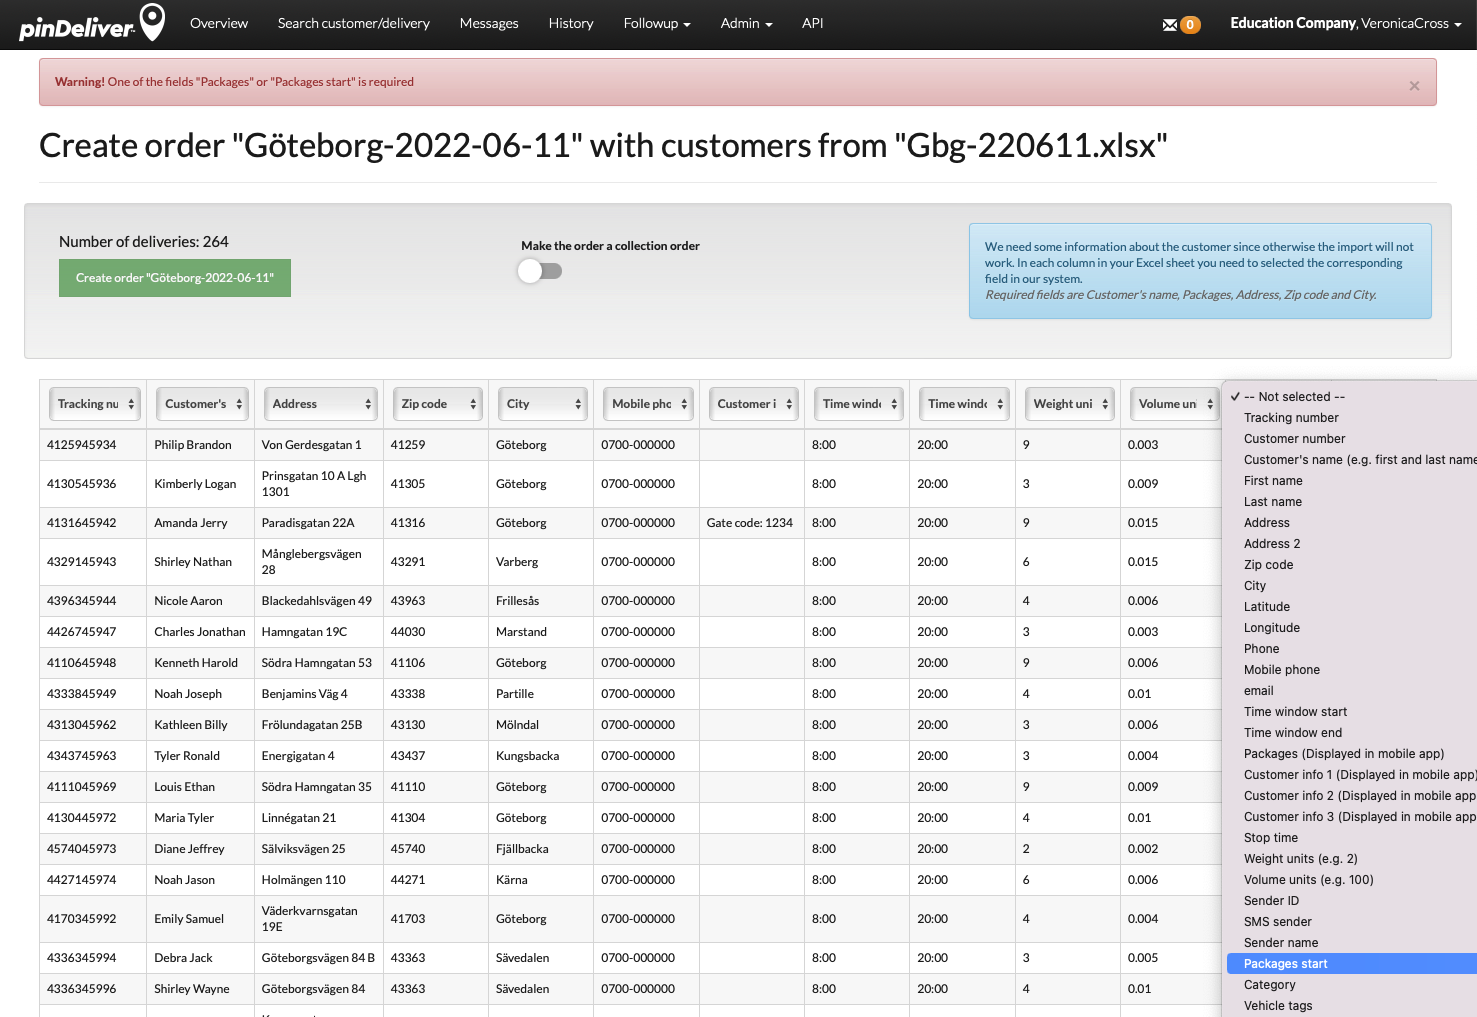 pinDeliver Overview Search customer/delivery Messages History Followup Admin API 0 Education Company, VeronicaCross
Warning! One of the fields "Packages" or "Packages start" is required ×
Create order "Göteborg-2022-06-11" with customers from "Gbg-220611.xlsx"
Number of deliveries: 264
Create order "Göteborg-2022-06-11"
Make the order a collection order
We need some information about the customer since otherwise the import will not
work. In each column in your Excel sheet you need to selected the corresponding
field in our system.
Required fields are Customer's name, Packages, Address, Zip code and City.
Tracking nu Customer's Address Zip code City Mobile phc Customer i Time windo Time windo Weight uni Volume un
4125945934 Philip Brandon Von Gerdesgatan 1 41259 Göteborg 0700-000000 8:00 20:00 9 0.003
4130545936 Kimberly Logan Prinsgatan 10 A Lgh 1301 41305 Göteborg 0700-000000 8:00 20:00 3 0.009
4131645942 Amanda Jerry Paradisgatan 22A 41316 Göteborg 0700-000000 Gate code: 1234 8:00 20:00 9 0.015
4329145943 Shirley Nathan Månglebergsvägen 28 43291 Varberg 0700-000000 8:00 20:00 6 0.015
4396345944 Nicole Aaron Blackedahlsvägen 49 43963 Frillesås 0700-000000 8:00 20:00 4 0.006
4426745947 Charles Jonathan Hamngatan 19C 44030 Marstand 0700-000000 8:00 20:00 3 0.003
4110645948 Kenneth Harold Södra Hamngatan 53 41106 Göteborg 0700-000000 8:00 20:00 9 0.006
4333845949 Noah Joseph Benjamins Väg 4 43338 Partille 0700-000000 8:00 20:00 4 0.01
4313045962 Kathleen Billy Frölundagatan 25B 43130 Mölndal 0700-000000 8:00 20:00 3 0.006
4343745963 Tyler Ronald Energigatan 4 43437 Kungsbacka 0700-000000 8:00 20:00 3 0.004
4111045969 Louis Ethan Södra Hamngatan 35 41110 Göteborg 0700-000000 8:00 20:00 9 0.009
4130445972 Maria Tyler Linnégatan 21 41304 Göteborg 0700-000000 8:00 20:00 4 0.01
4574045973 Diane Jeffrey Sälviksvägen 25 45740 Fjällbacka 0700-000000 8:00 20:00 2 0.002
4427145974 Noah Jason Holmängen 110 44271 Kärna 0700-000000 8:00 20:00 6 0.006
4170345992 Emily Samuel Väderkvarnsgatan 19E 41703 Göteborg 0700-000000 8:00 20:00 4 0.004
4336345994 Debra Jack Göteborgsvägen 84 B 43363 Sävedalen 0700-000000 8:00 20:00 3 0.005
4336345996 Shirley Wayne Göteborgsvägen 84 43363 Sävedalen 0700-000000 8:00 20:00 4 0.01
✓ -- Not selected --
Tracking number
Customer number
Customer's name (e.g. first and last name
First name
Last name
Address
Address 2
Zip code
City
Latitude
Longitude
Phone
Mobile phone
email
Time window start
Time window end
Packages (Displayed in mobile app)
Customer info 1 (Displayed in mobile app)
Customer info 2 (Displayed in mobile app
Customer info 3 (Displayed in mobile app
Stop time
Weight units (e.g. 2)
Volume units (e.g. 100)
Sender ID
SMS sender
Sender name
Packages start
Category
Vehicle tags